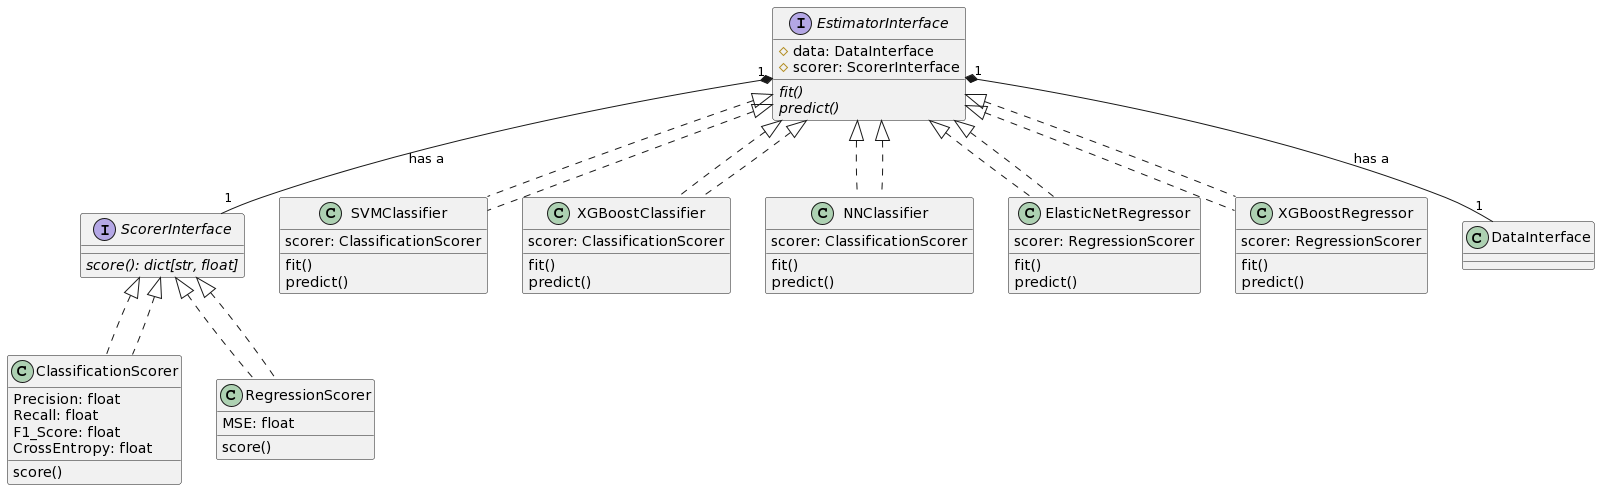 I EstimatorInterface
data: DataInterface
scorer: ScorerInterface
fit()
predict()
1
1
has a
has a
1
1
I ScorerInterface
score(): dict[str, float]
C SVMClassifier
scorer: ClassificationScorer
fit()
predict()
C XGBoostClassifier
scorer: ClassificationScorer
fit()
predict()
C NNClassifier
scorer: ClassificationScorer
fit()
predict()
C ElasticNetRegressor
scorer: RegressionScorer
fit()
predict()
C XGBoostRegressor
scorer: RegressionScorer
fit()
predict()
C DataInterface
C ClassificationScorer
Precision: float
Recall: float
F1_Score: float
CrossEntropy: float
score()
C RegressionScorer
MSE: float
score()